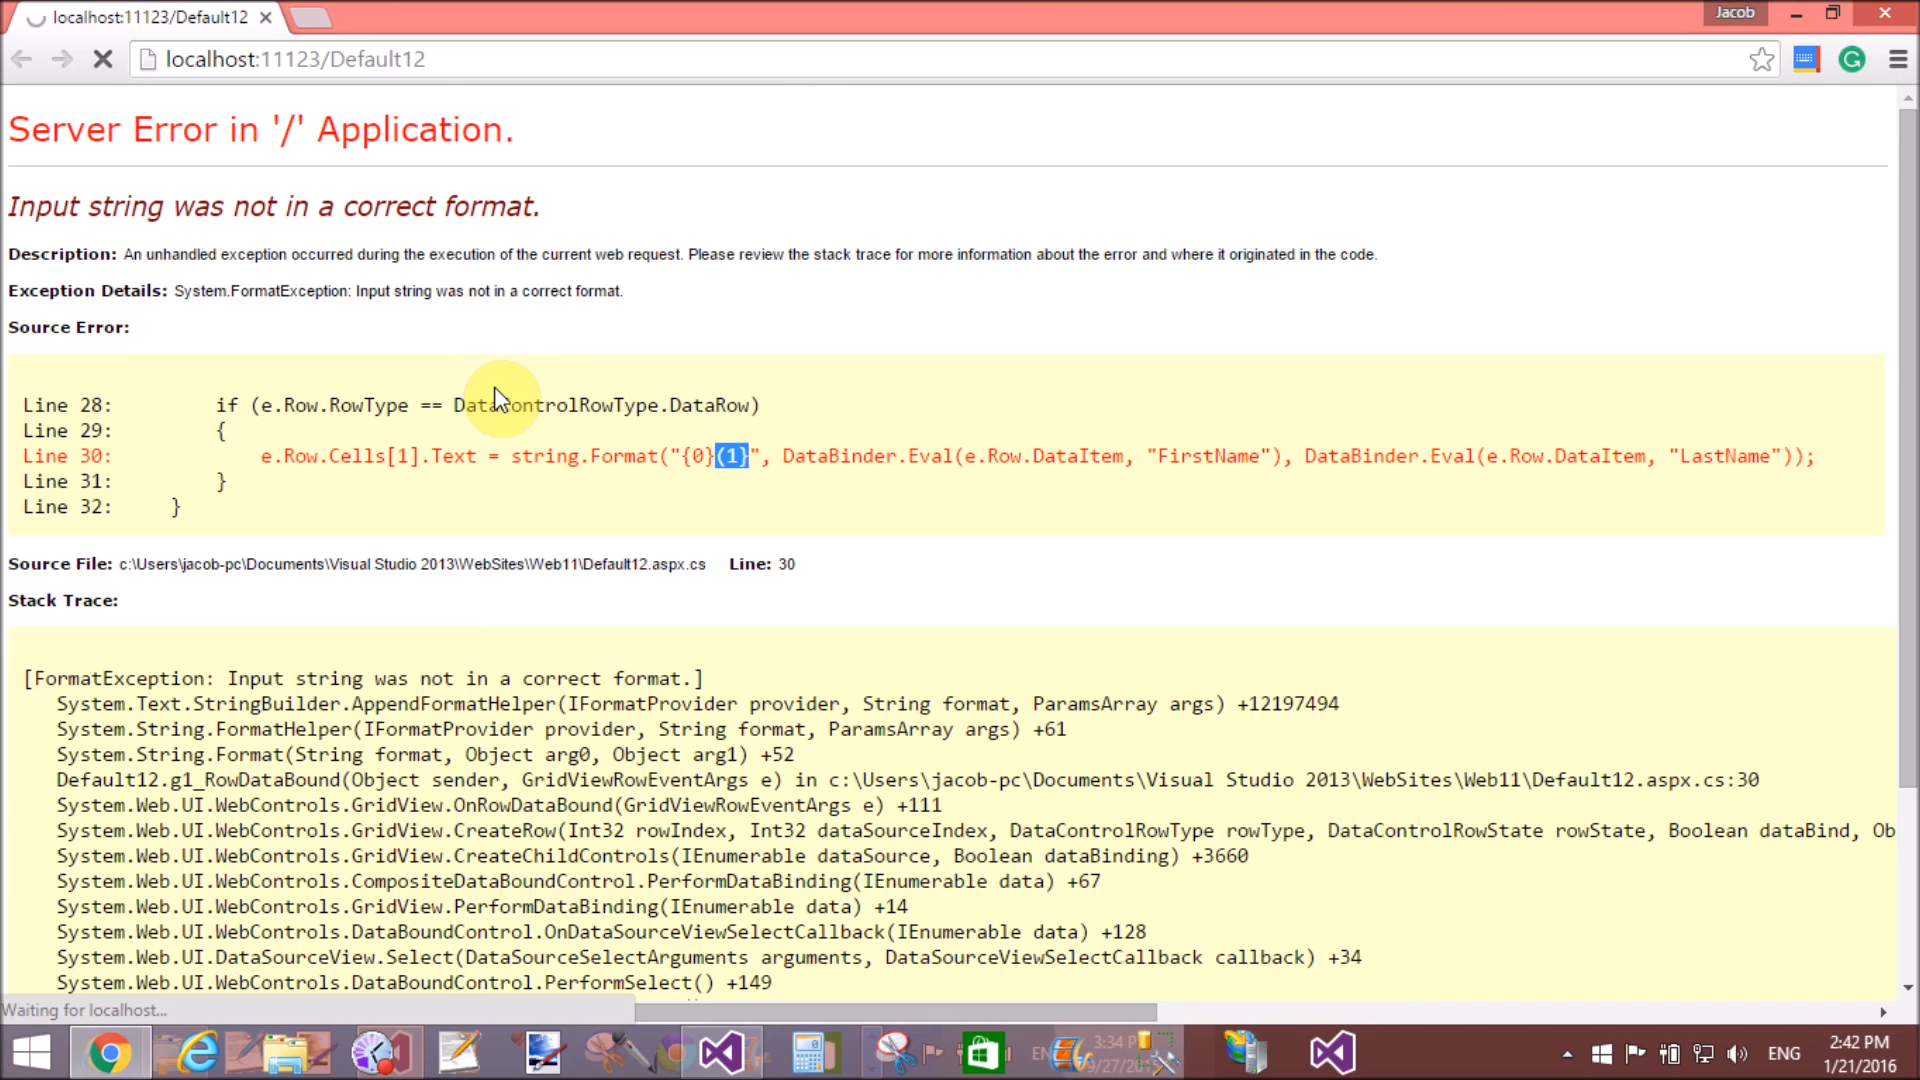 localhost:11123/Default12
Jacob
localhost:11123/Default12
Server Error in '/' Application.
Input string was not in a correct format.
Description: An unhandled exception occurred during the execution of the current web request. Please review the stack trace for more information about the error and where it originated in the code.
Exception Details: System.FormatException: Input string was not in a correct format.
Source Error:
Line 28:         if (e.Row.RowType == DataControlRowType.DataRow)
Line 29:         {
Line 30:             e.Row.Cells[1].Text = string.Format("{0}(1}", DataBinder.Eval(e.Row.DataItem, "FirstName"), DataBinder.Eval(e.Row.DataItem, "LastName"));
Line 31:         }
Line 32:     }
Source File: c:\Users\jacob-pc\Documents\Visual Studio 2013\WebSites\Web11\Default12.aspx.cs    Line: 30
Stack Trace:
[FormatException: Input string was not in a correct format.]
System.Text.StringBuilder.AppendFormatHelper(IFormatProvider provider, String format, ParamsArray args) +12197494
System.String.FormatHelper(IFormatProvider provider, String format, ParamsArray args) +61
System.String.Format(String format, Object arg0, Object arg1) +52
Default12.g1_RowDataBound(Object sender, GridViewRowEventArgs e) in c:\Users\jacob-pc\Documents\Visual Studio 2013\WebSites\Web11\Default12.aspx.cs:30
System.Web.UI.WebControls.GridView.OnRowDataBound(GridViewRowEventArgs e) +111
System.Web.UI.WebControls.GridView.CreateRow(Int32 rowIndex, Int32 dataSourceIndex, DataControlRowType rowType, DataControlRowState rowState, Boolean dataBind, Ob
System.Web.UI.WebControls.GridView.CreateChildControls(IEnumerable dataSource, Boolean dataBinding) +3660
System.Web.UI.WebControls.CompositeDataBoundControl.PerformDataBinding(IEnumerable data) +67
System.Web.UI.WebControls.GridView.PerformDataBinding(IEnumerable data) +14
System.Web.UI.WebControls.DataBoundControl.OnDataSourceViewSelectCallback(IEnumerable data) +128
System.Web.UI.DataSourceView.Select(DataSourceSelectArguments arguments, DataSourceViewSelectCallback callback) +34
System.Web.UI.WebControls.DataBoundControl.PerformSelect() +149
Waiting for localhost...
3:34 P
ENG
2:42 PM
1/21/2016